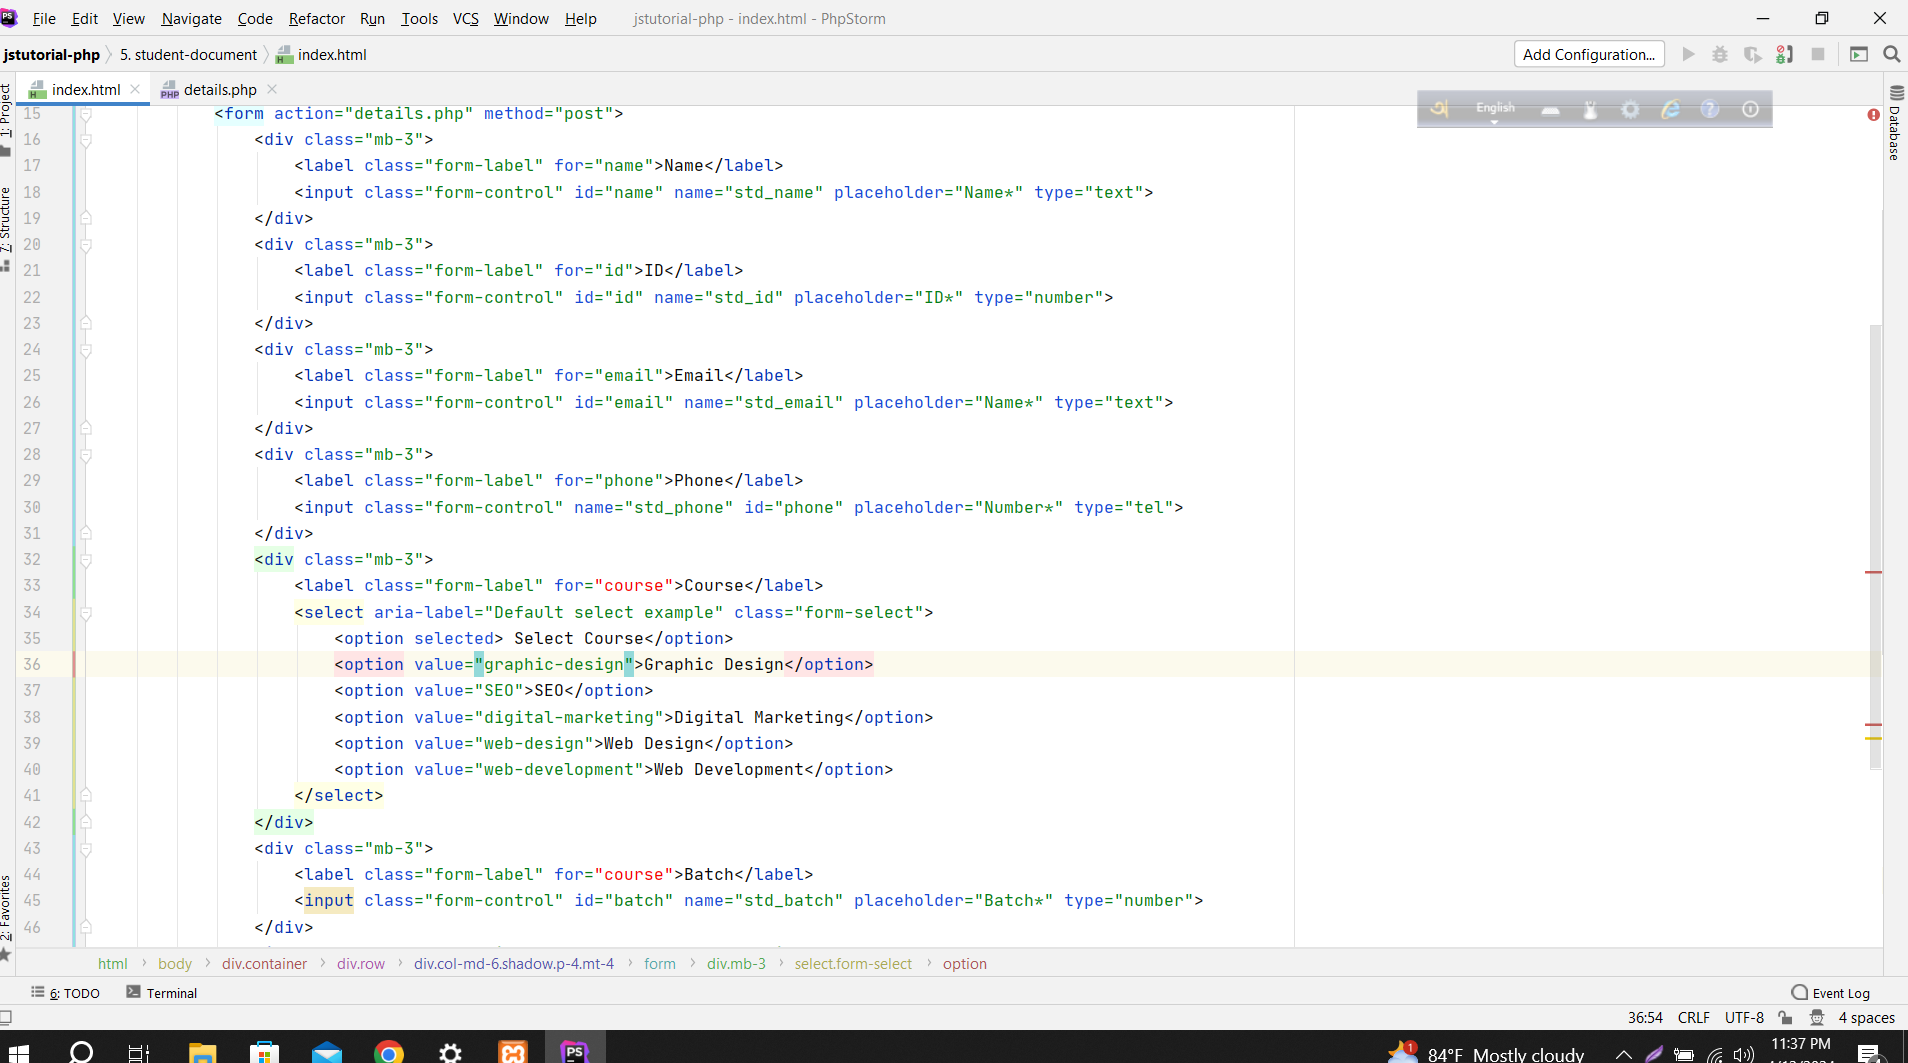 File Edit View Navigate Code Refactor Run Tools VCS Window Help jstutorial-php - index.html - PhpStorm
jstutorial-php 5. student-document index.html Add Configuration...
index.html details.php
1: Project
7: Structure
2: Favorites
Database
English
15 <form action="details.php" method="post">
16 <div class="mb-3">
17 <label class="form-label" for="name">Name</label>
18 <input class="form-control" id="name" name="std_name" placeholder="Name*" type="text">
19 </div>
20 <div class="mb-3">
21 <label class="form-label" for="id">ID</label>
22 <input class="form-control" id="id" name="std_id" placeholder="ID*" type="number">
23 </div>
24 <div class="mb-3">
25 <label class="form-label" for="email">Email</label>
26 <input class="form-control" id="email" name="std_email" placeholder="Name*" type="text">
27 </div>
28 <div class="mb-3">
29 <label class="form-label" for="phone">Phone</label>
30 <input class="form-control" name="std_phone" id="phone" placeholder="Number*" type="tel">
31 </div>
32 <div class="mb-3">
33 <label class="form-label" for="course">Course</label>
34 <select aria-label="Default select example" class="form-select">
35 <option selected> Select Course</option>
36 <option value="graphic-design">Graphic Design</option>
37 <option value="SEO">SEO</option>
38 <option value="digital-marketing">Digital Marketing</option>
39 <option value="web-design">Web Design</option>
40 <option value="web-development">Web Development</option>
41 </select>
42 </div>
43 <div class="mb-3">
44 <label class="form-label" for="course">Batch</label>
45 <input class="form-control" id="batch" name="std_batch" placeholder="Batch*" type="number">
46 </div>
html body div.container div.row div.col-md-6.shadow.p-4.mt-4 form div.mb-3 select.form-select option
6: TODO Terminal Event Log
36:54 CRLF UTF-8 4 spaces
84°F Mostly cloudy 11:37 PM